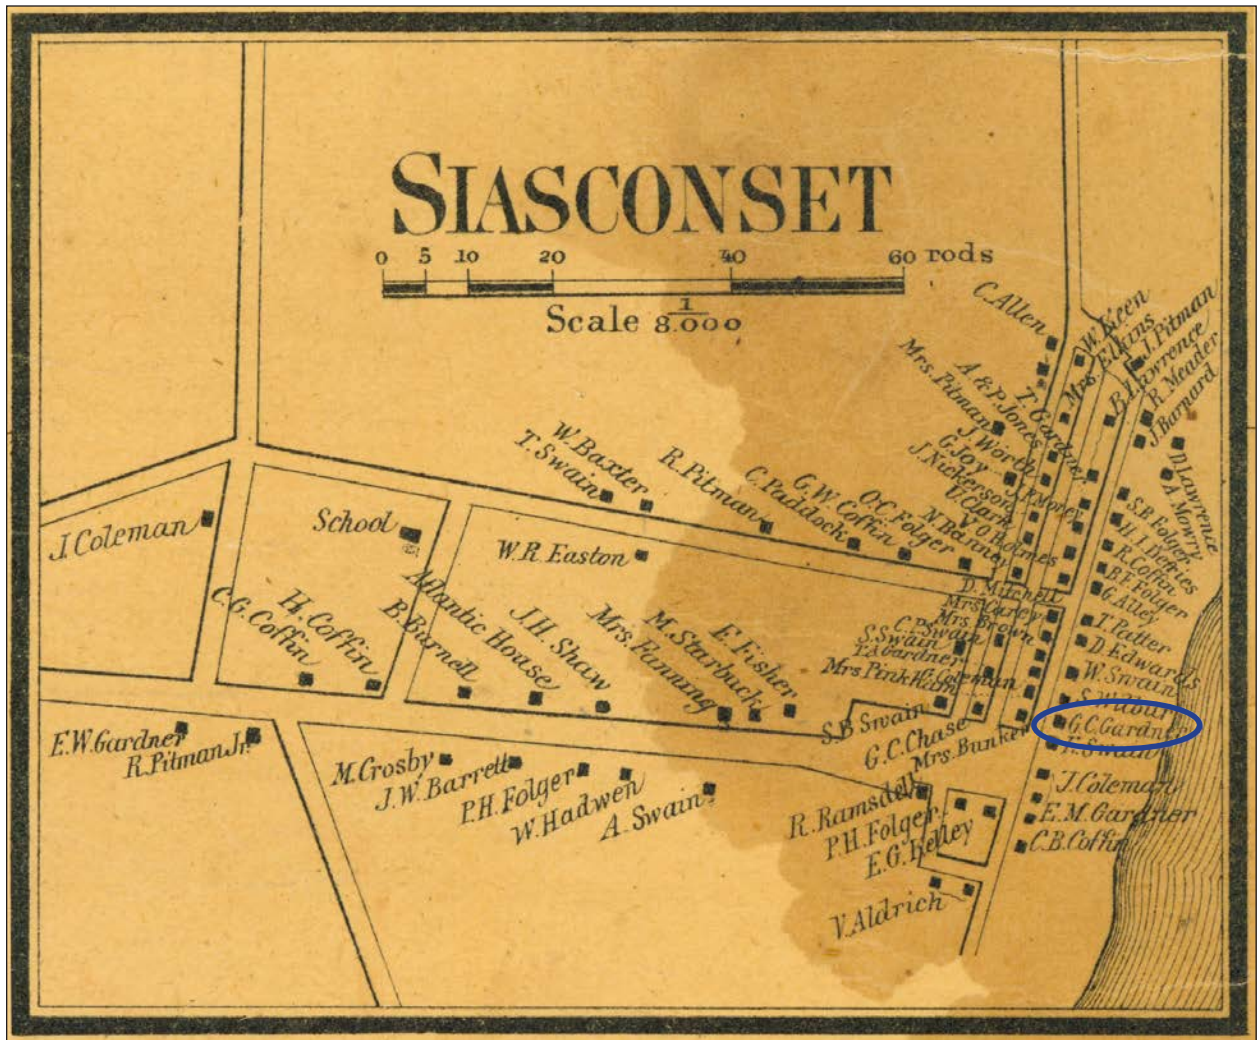 SIASCONSET
0 5 10 20 40 60 rods
Scale 1/8.000
C. Allen
W. Keen
Mrs. Elkins
J. Pitman
B. Lawrence
R. Meader
J. Barnard
Mrs. Pitman
A & P. Jones
T. Gardner
J. Worth
G. Joy
J. Nickerson
U. Clark
V. O. Holmes
D. Lawrence
A. Mowry
W. Baxter
T. Swain
R. Pitman
C. Paddock
G. W. Coffin
O. C. Folger
S. B. Folger
R. Coffin
B. F. Folger
G. Alley
J. Coleman
School
W. R. Easton
D. Mitchell
Mrs. Carey
Mrs. Brown
C. P. Swain
S. Swain
T. A. Gardner
H. Coleman
Mrs Pinkham
T. Patter
D. Edwards
W. Swain
S. Wilbur
G. C. Gardner
C. G. Coffin
H. Coffin
B. Burnell
Atlantic House
J. H. Shaw
Mrs. Fanning
M. Starbuck
E. Fisher
S. B. Swain
G. C. Chase
Mrs. Bunker
E. W. Gardner
R. Pitman Jr.
M. Crosby
J. W. Barrett
P. H. Folger
W. Hadwen
A. Swain
R. Ramsdell
P. H. Folger
E. G. Kelley
V. Aldrich
J. Coleman
E. M. Gardner
C. B. Coffin